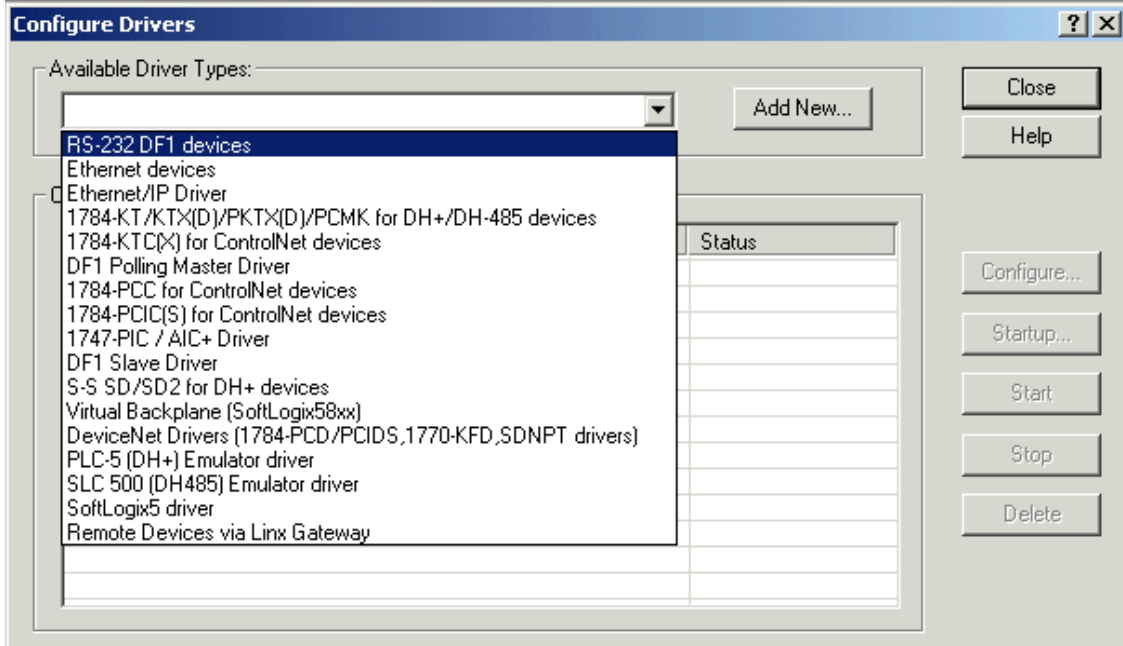 Configure Drivers
Available Driver Types:
Add New...
Close
Help
RS-232 DF1 devices
Ethernet devices
Ethernet/IP Driver
1784-KT/KTX(D)/PKTX(D)/PCMK for DH+/DH-485 devices
1784-KTC(X) for ControlNet devices
DF1 Polling Master Driver
1784-PCC for ControlNet devices
1784-PCIC(S) for ControlNet devices
1747-PIC / AIC+ Driver
DF1 Slave Driver
S-S SD/SD2 for DH+ devices
Virtual Backplane (SoftLogix58xx)
DeviceNet Drivers (1784-PCD/PCIDS,1770-KFD,SDNPT drivers)
PLC-5 (DH+) Emulator driver
SLC 500 (DH485) Emulator driver
SoftLogix5 driver
Remote Devices via Linx Gateway
Status
Configure...
Startup...
Start
Stop
Delete